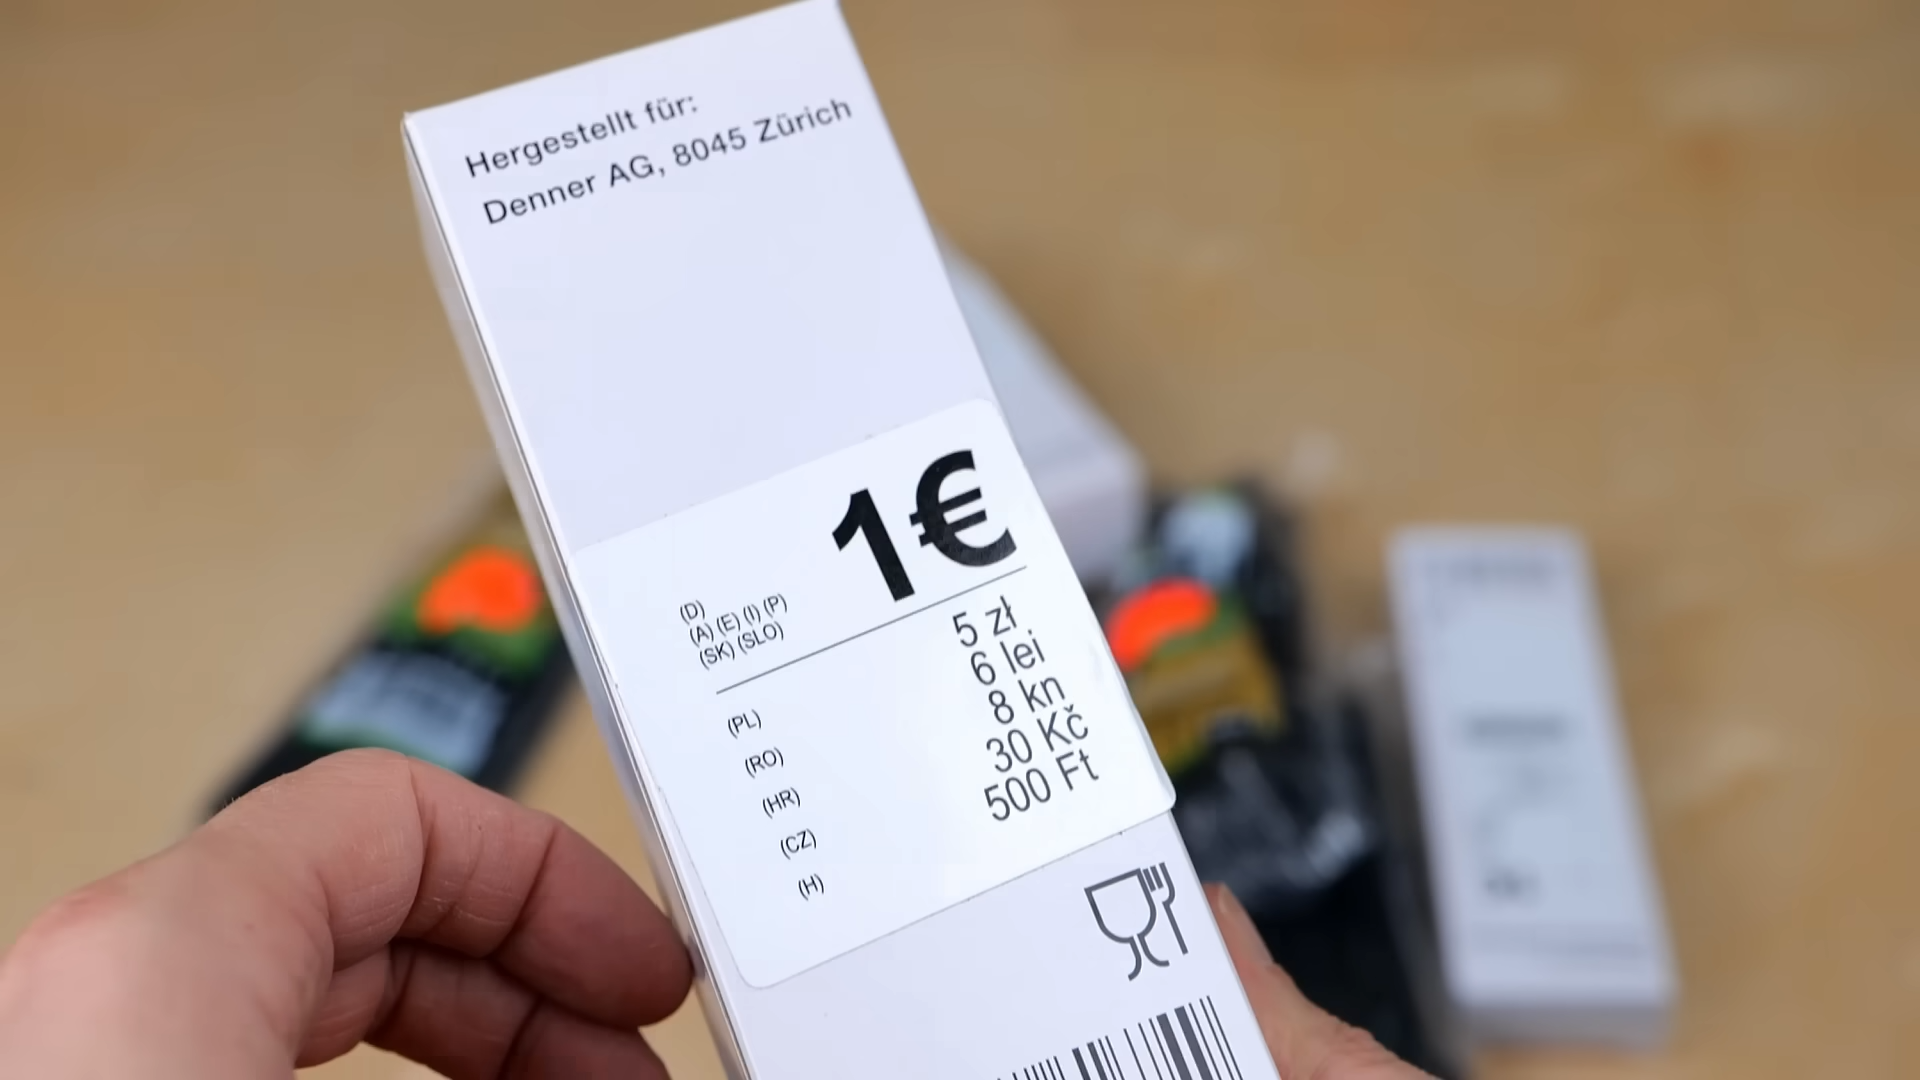 Hergestellt für:
Denner AG, 8045 Zürich
1€
(D)
(A) (E) (I) (P)
(SK) (SLO)
(PL) 5 zł
(RO) 6 lei
(HR) 8 kn
(CZ) 30 Kč
(H) 500 Ft